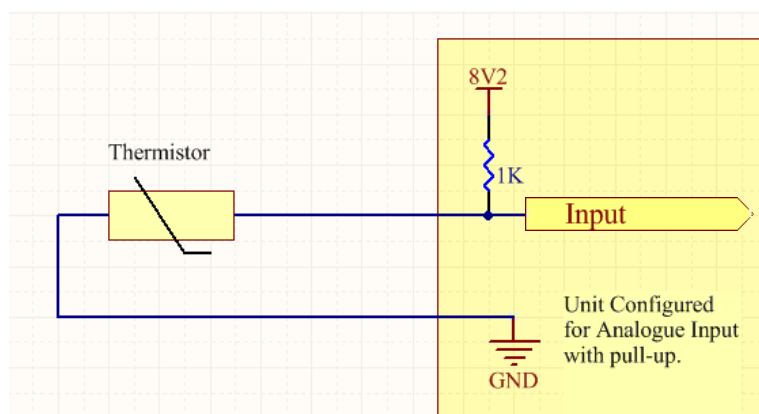 8V2
Thermistor
1K
Input
Unit Configured
for Analogue Input
with pull-up.
GND